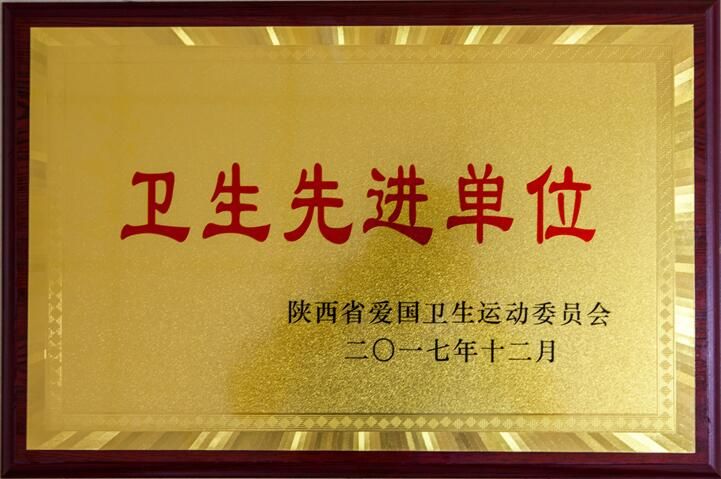 卫生先进单位
陕西省爱国卫生运动委员会
二〇一七年十二月